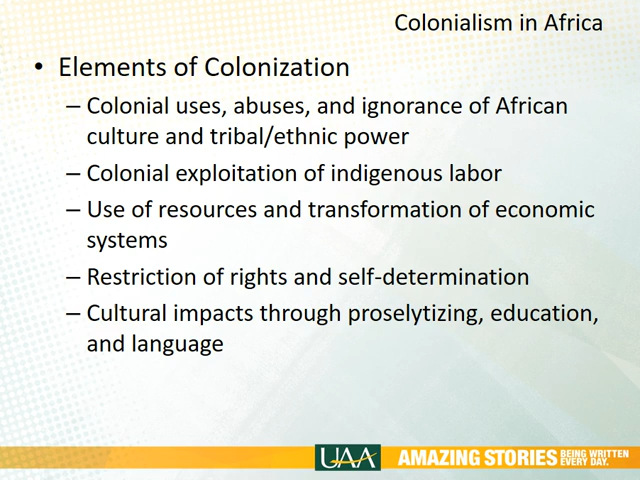 Colonialism in Africa
• Elements of Colonization
– Colonial uses, abuses, and ignorance of African
culture and tribal/ethnic power
– Colonial exploitation of indigenous labor
– Use of resources and transformation of economic
systems
– Restriction of rights and self-determination
– Cultural impacts through proselytizing, education,
and language
UAA AMAZING STORIES BEING WRITTEN
EVERY DAY.